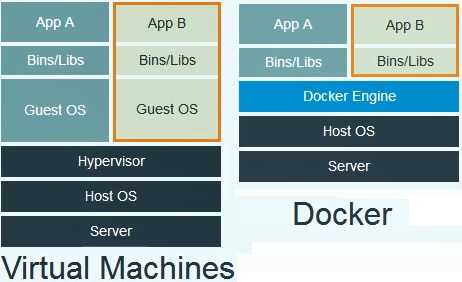 App A
App B
Bins/Libs
Bins/Libs
Guest OS
Guest OS
Hypervisor
Host OS
Server
Virtual Machines
App A
App B
Bins/Libs
Bins/Libs
Docker Engine
Host OS
Server
Docker